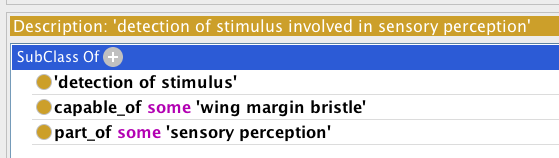 Description: 'detection of stimulus involved in sensory perception'
SubClass Of
'detection of stimulus'
capable_of some 'wing margin bristle'
part_of some 'sensory perception'